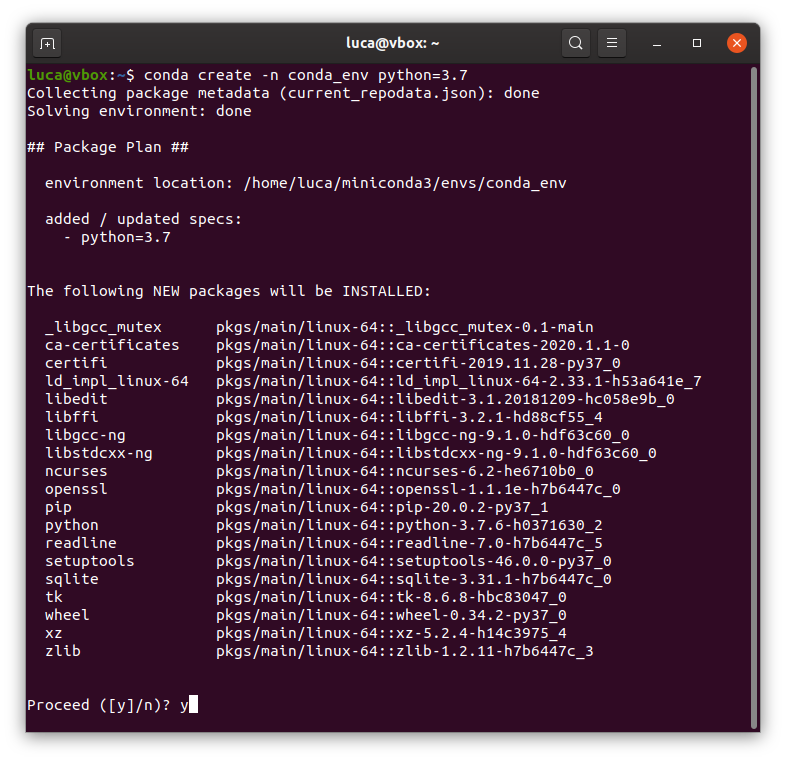 luca@vbox: ~
luca@vbox:~$ conda create -n conda_env python=3.7
Collecting package metadata (current_repodata.json): done
Solving environment: done
## Package Plan ##
environment location: /home/luca/miniconda3/envs/conda_env
added / updated specs:
- python=3.7
The following NEW packages will be INSTALLED:
_libgcc_mutex pkgs/main/linux-64::_libgcc_mutex-0.1-main
ca-certificates pkgs/main/linux-64::ca-certificates-2020.1.1-0
certifi pkgs/main/linux-64::certifi-2019.11.28-py37_0
ld_impl_linux-64 pkgs/main/linux-64::ld_impl_linux-64-2.33.1-h53a641e_7
libedit pkgs/main/linux-64::libedit-3.1.20181209-hc058e9b_0
libffi pkgs/main/linux-64::libffi-3.2.1-hd88cf55_4
libgcc-ng pkgs/main/linux-64::libgcc-ng-9.1.0-hdf63c60_0
libstdcxx-ng pkgs/main/linux-64::libstdcxx-ng-9.1.0-hdf63c60_0
ncurses pkgs/main/linux-64::ncurses-6.2-he6710b0_0
openssl pkgs/main/linux-64::openssl-1.1.1e-h7b6447c_0
pip pkgs/main/linux-64::pip-20.0.2-py37_1
python pkgs/main/linux-64::python-3.7.6-h0371630_2
readline pkgs/main/linux-64::readline-7.0-h7b6447c_5
setuptools pkgs/main/linux-64::setuptools-46.0.0-py37_0
sqlite pkgs/main/linux-64::sqlite-3.31.1-h7b6447c_0
tk pkgs/main/linux-64::tk-8.6.8-hbc83047_0
wheel pkgs/main/linux-64::wheel-0.34.2-py37_0
xz pkgs/main/linux-64::xz-5.2.4-h14c3975_4
zlib pkgs/main/linux-64::zlib-1.2.11-h7b6447c_3
Proceed ([y]/n)? y